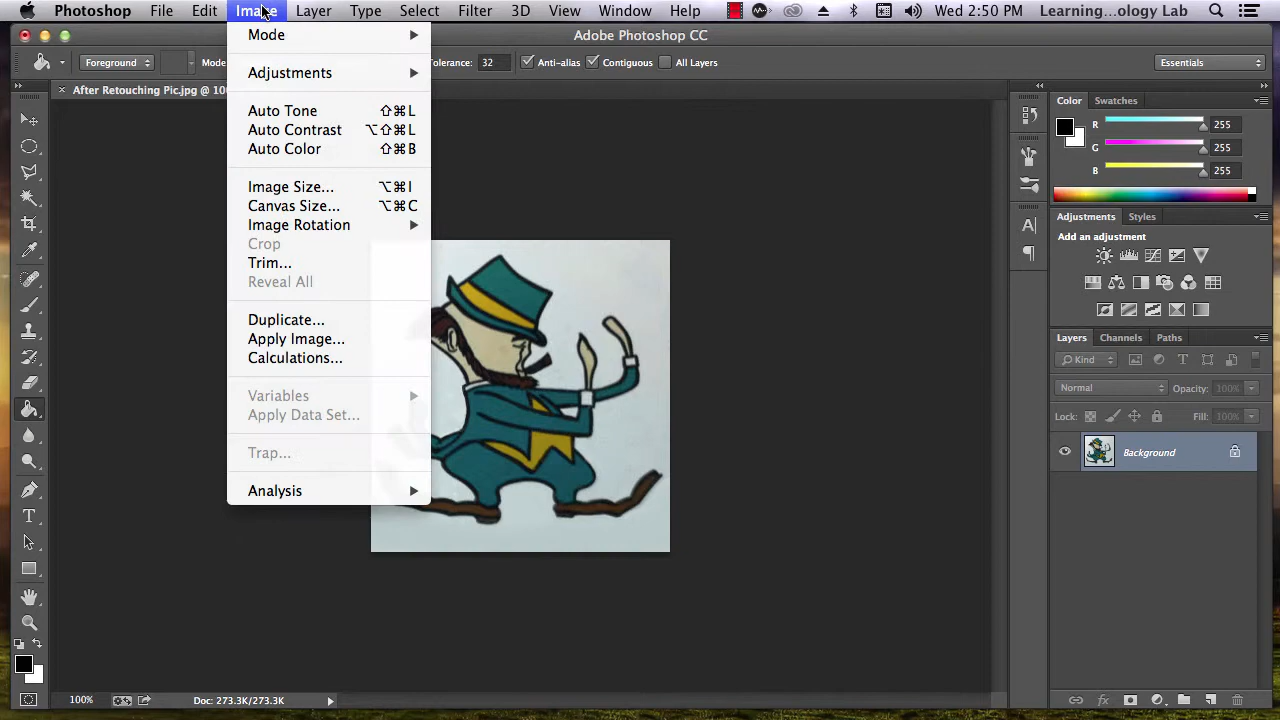 Photoshop File Edit Image Layer Type Select Filter 3D View Window Help Wed 2:50 PM Learning...ology Lab
Adobe Photoshop CC
Foreground Mode Tolerance: 32 Anti-alias Contiguous All Layers Essentials
After Retouching Pic.jpg @ 10
Mode
Adjustments
Auto Tone ⇧⌘L
Auto Contrast ⌥⇧⌘L
Auto Color ⇧⌘B
Image Size... ⌥⌘I
Canvas Size... ⌥⌘C
Image Rotation
Crop
Trim...
Reveal All
Duplicate...
Apply Image...
Calculations...
Variables
Apply Data Set...
Trap...
Analysis
Color Swatches
R 255
G 255
B 255
Adjustments Styles
Add an adjustment
Layers Channels Paths
Kind
Normal Opacity: 100%
Lock: Fill: 100%
Background
100% Doc: 273.3K/273.3K